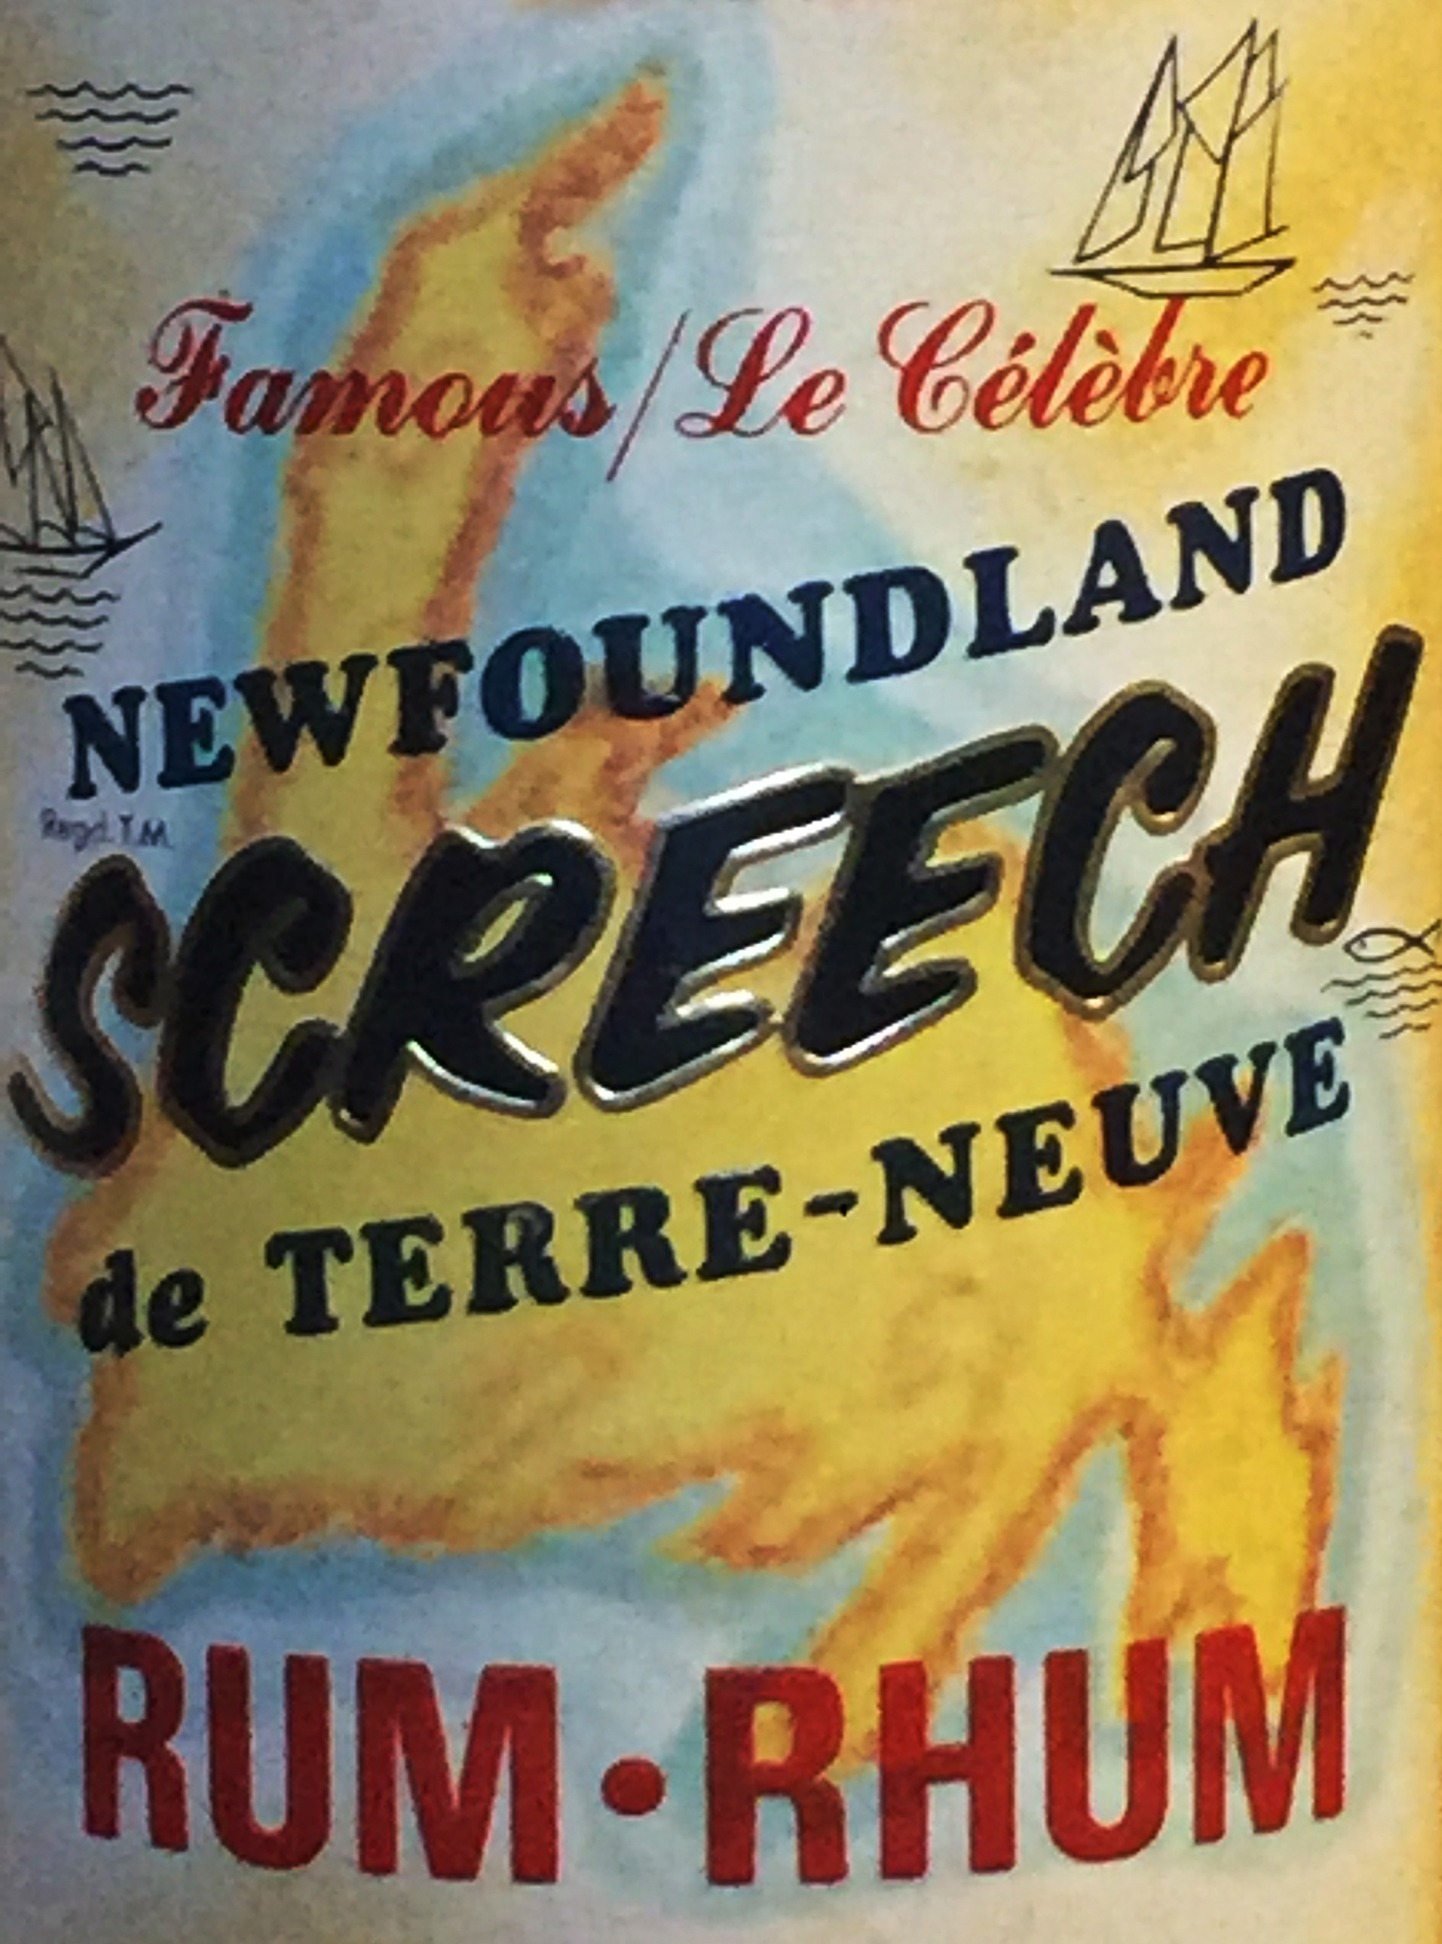 Famous/Le Célèbre
NEWFOUNDLAND
Regd. T.M.
SCREECH
de TERRE-NEUVE
RUM • RHUM